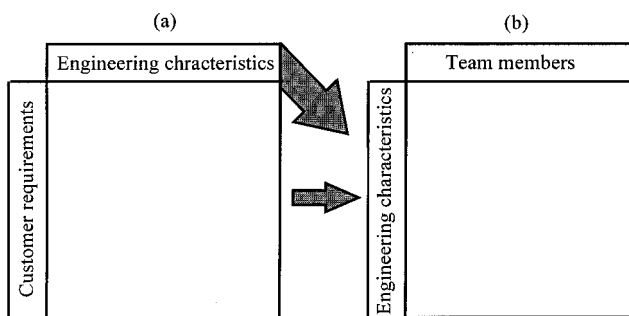 (a)
(b)
Engineering chracteristics
Team members
Customer requirements
Engineering characteristics